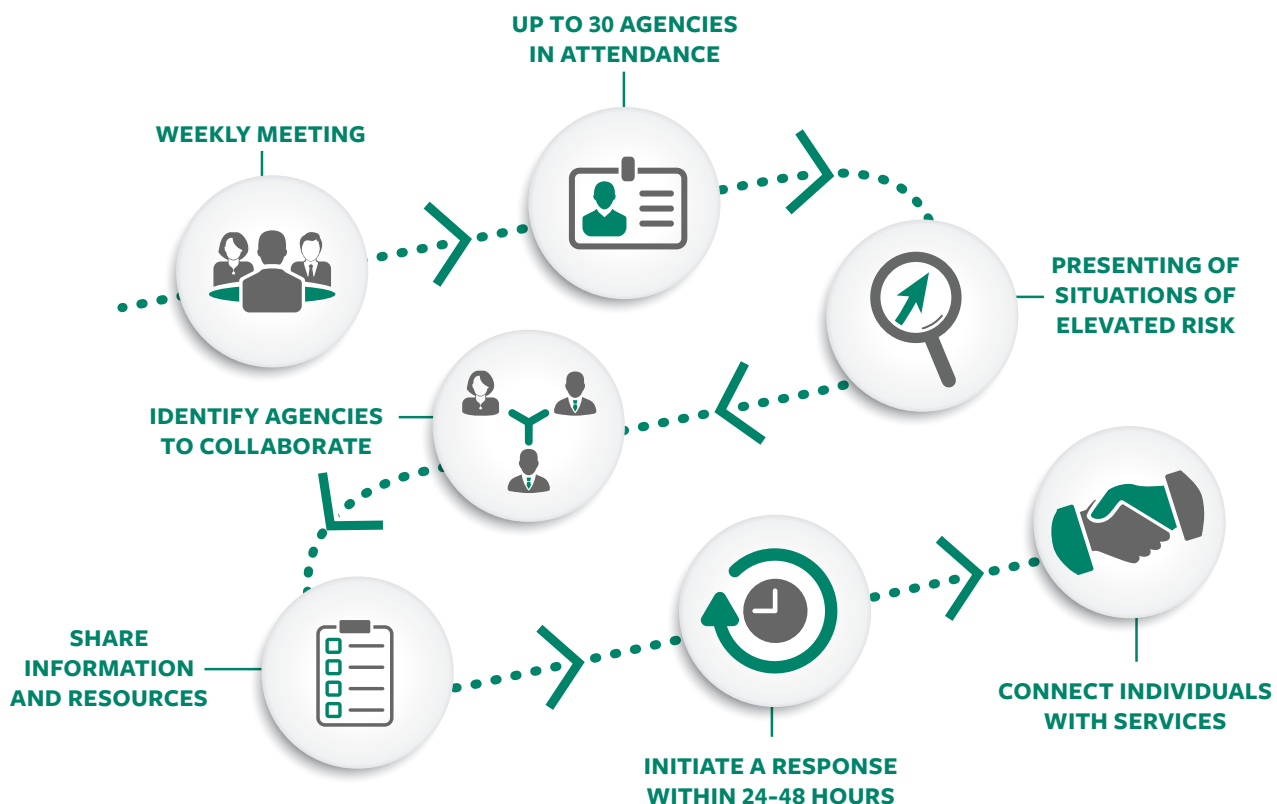 WEEKLY MEETING
UP TO 30 AGENCIES
IN ATTENDANCE
PRESENTING OF
SITUATIONS OF
ELEVATED RISK
IDENTIFY AGENCIES
TO COLLABORATE
SHARE
INFORMATION
AND RESOURCES
INITIATE A RESPONSE
WITHIN 24–48 HOURS
CONNECT INDIVIDUALS
WITH SERVICES